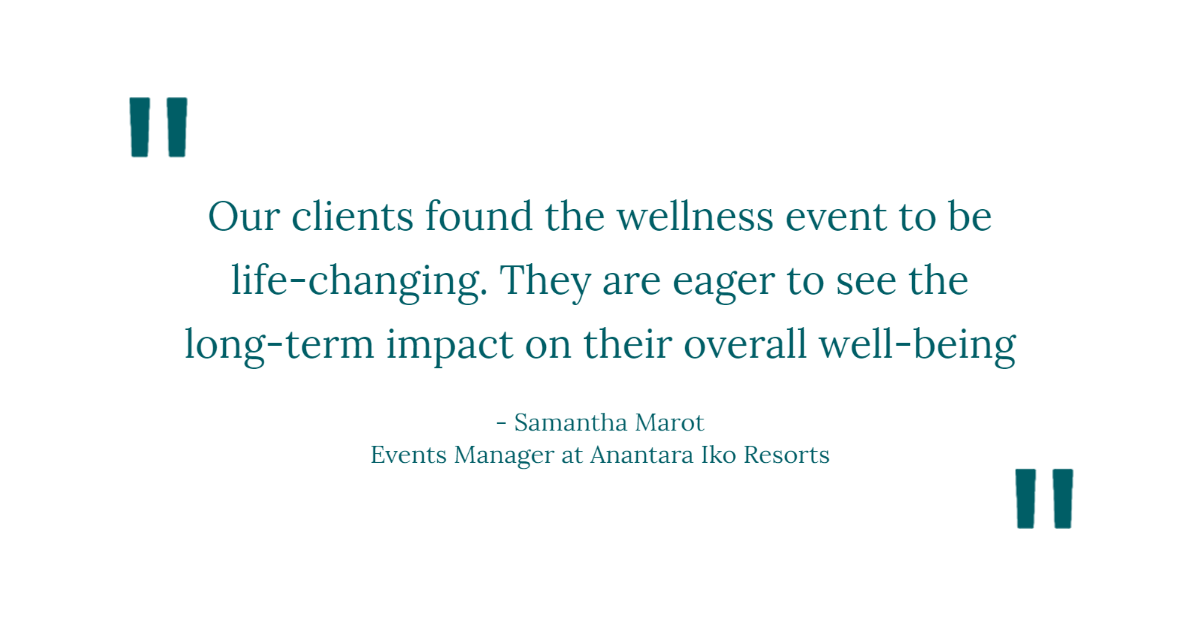 "
Our clients found the wellness event to be
life-changing. They are eager to see the
long-term impact on their overall well-being
- Samantha Marot
Events Manager at Anantara Iko Resorts
"